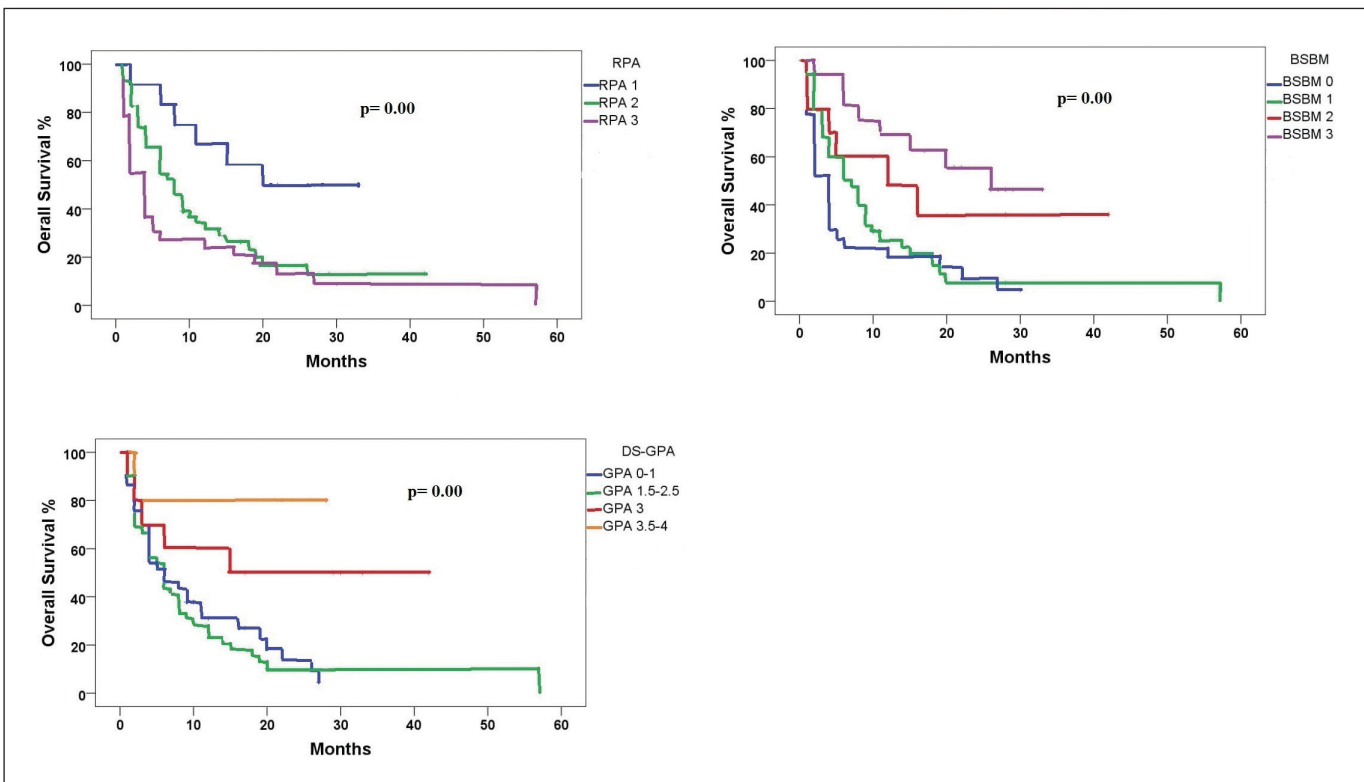 RPA
RPA 1
RPA 2
RPA 3
p= 0.00
100
80
60
40
20
0
Oerall Survival %
0 10 20 30 40 50 60
Months
BSBM
BSBM 0
BSBM 1
BSBM 2
BSBM 3
p= 0.00
100
80
60
40
20
0
Overall Survival %
0 10 20 30 40 50 60
Months
DS-GPA
GPA 0-1
GPA 1.5-2.5
GPA 3
GPA 3.5-4
p= 0.00
100
80
60
40
20
0
Overall Survival %
0 10 20 30 40 50 60
Months